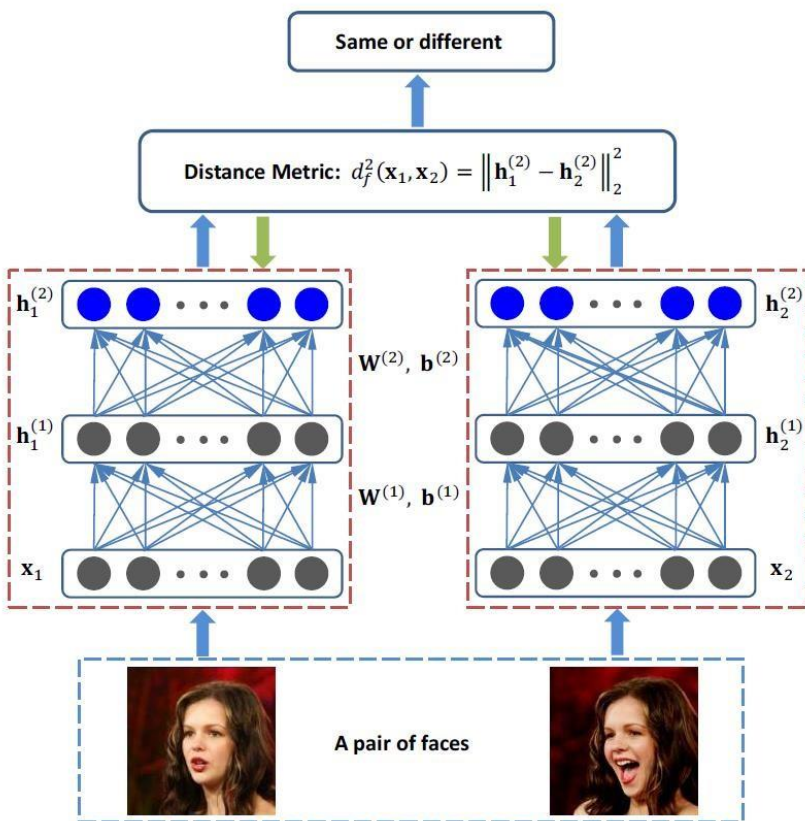 Same or different
Distance Metric: d_f^2(𝐱_1, 𝐱_2) = ‖𝐡_1^{(2)} − 𝐡_2^{(2)}‖_2^2
𝐡_1^{(2)}
𝐡_2^{(2)}
𝐖^{(2)}, 𝐛^{(2)}
𝐡_1^{(1)}
𝐡_2^{(1)}
𝐖^{(1)}, 𝐛^{(1)}
𝐱_1
𝐱_2
A pair of faces